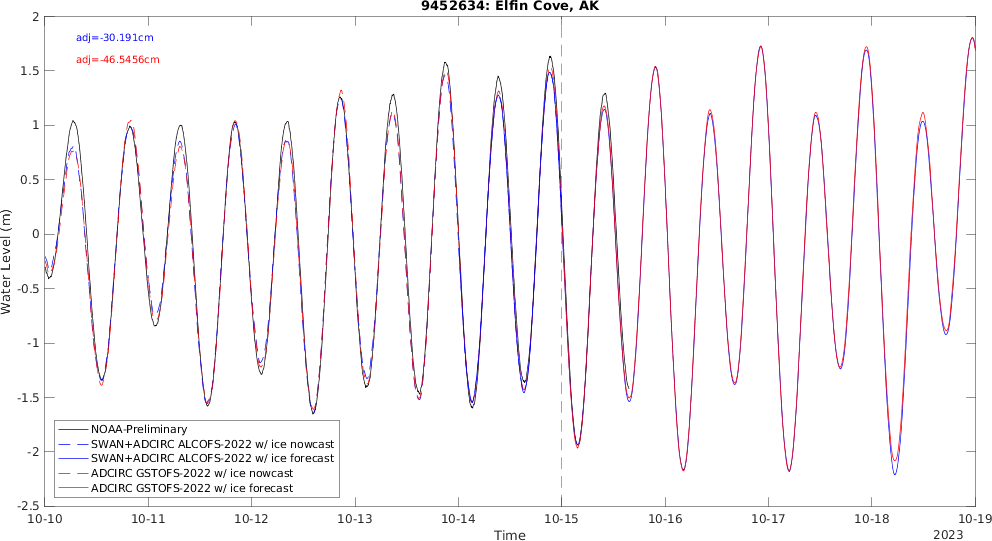 9452634: Elfin Cove, AK
adj=-30.191cm
adj=-46.5456cm
2
1.5
1
0.5
0
-0.5
-1
-1.5
-2
-2.5
Water Level (m)
NOAA-Preliminary
SWAN+ADCIRC ALCOFS-2022 w/ ice nowcast
SWAN+ADCIRC ALCOFS-2022 w/ ice forecast
ADCIRC GSTOFS-2022 w/ ice nowcast
ADCIRC GSTOFS-2022 w/ ice forecast
10-10 10-11 10-12 10-13 10-14 10-15 10-16 10-17 10-18 10-19
Time
2023